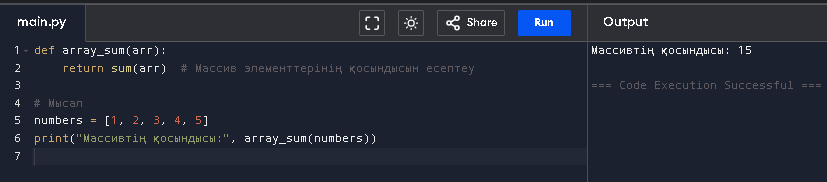 main.py
Share
Run
Output
1 def array_sum(arr):
2 return sum(arr) # Массив элементтерінің қосындысын есептеу
3
4 # Мысал
5 numbers = [1, 2, 3, 4, 5]
6 print("Массивтің қосындысы:", array_sum(numbers))
7
Массивтің қосындысы: 15
=== Code Execution Successful ===